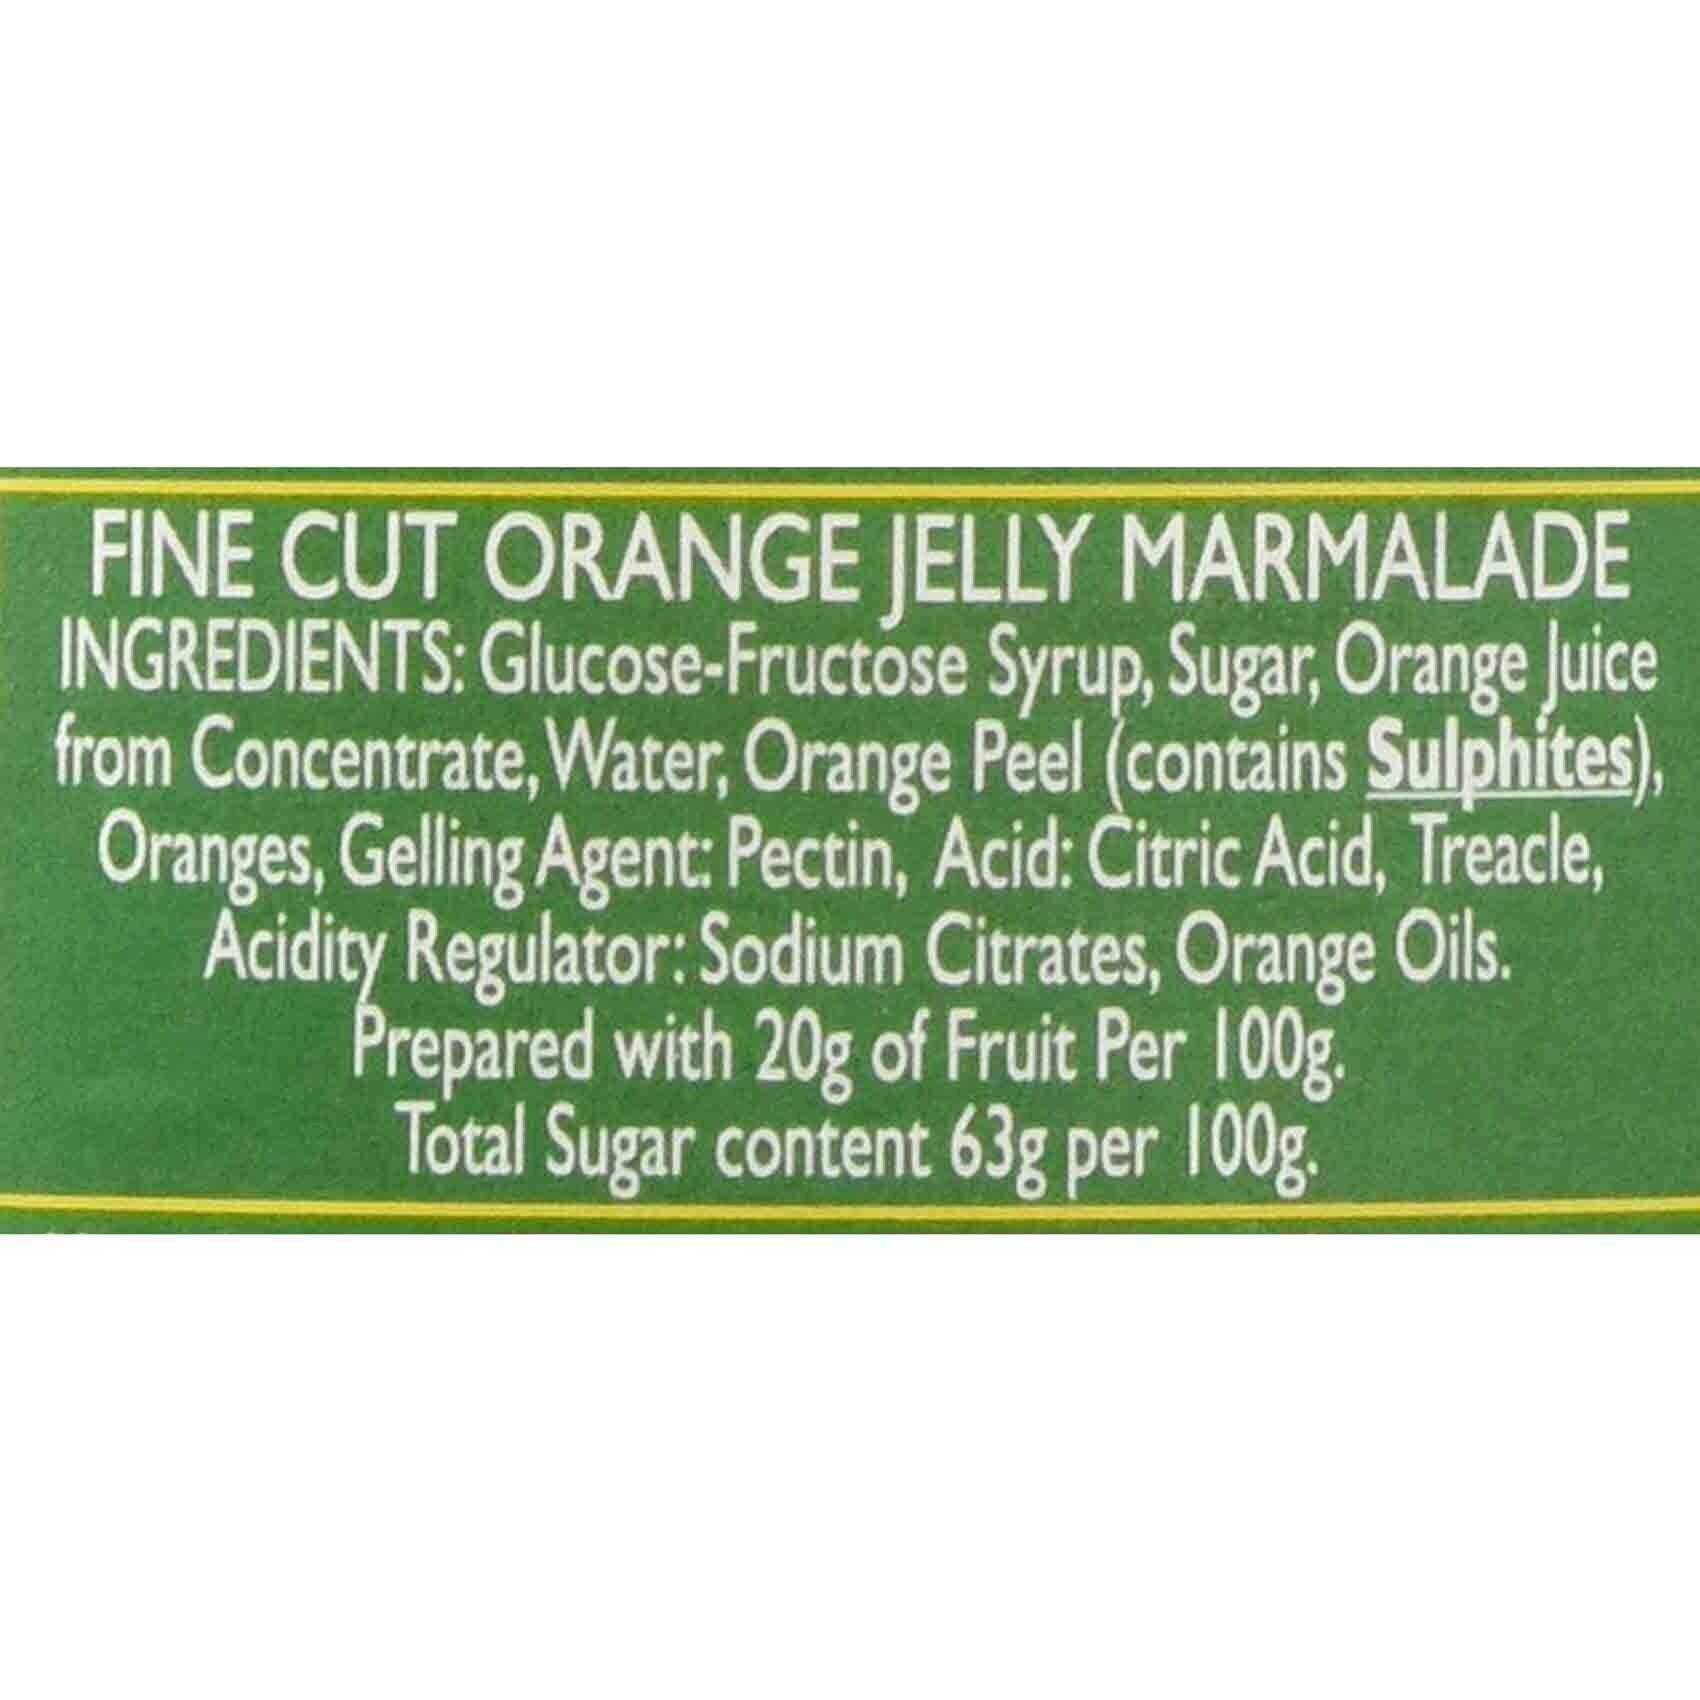 FINE CUT ORANGE JELLY MARMALADE
INGREDIENTS: Glucose-Fructose Syrup, Sugar, Orange Juice
from Concentrate, Water, Orange Peel (contains Sulphites),
Oranges, Gelling Agent: Pectin, Acid: Citric Acid, Treacle,
Acidity Regulator: Sodium Citrates, Orange Oils.
Prepared with 20g of Fruit Per 100g.
Total Sugar content 63g per 100g.